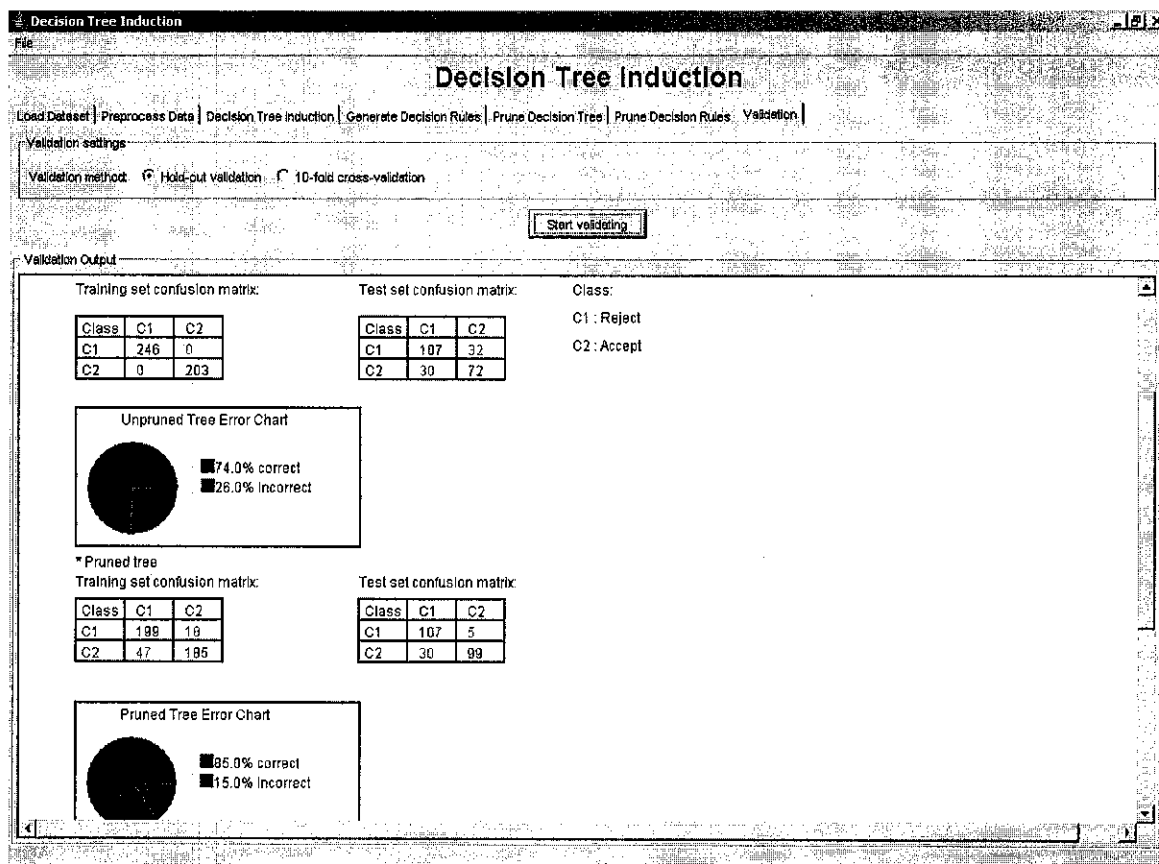 Decision Tree Induction
File
Decision Tree Induction
Load Dataset Preprocess Data Decision Tree Induction Generate Decision Rules Prune Decision Tree Prune Decision Rules Validation
Validation settings
Validation method: Hold-out validation 10-fold cross-validation
Start validating
Validation Output
Training set confusion matrix: Test set confusion matrix: Class:
C1 : Reject
Class C1 C2 Class C1 C2
C1 246 0 C1 107 32 C2 : Accept
C2 0 203 C2 30 72
Unpruned Tree Error Chart
74.0% correct
26.0% incorrect
* Pruned tree
Training set confusion matrix: Test set confusion matrix:
Class C1 C2 Class C1 C2
C1 199 18 C1 107 5
C2 47 185 C2 30 99
Pruned Tree Error Chart
85.0% correct
15.0% incorrect